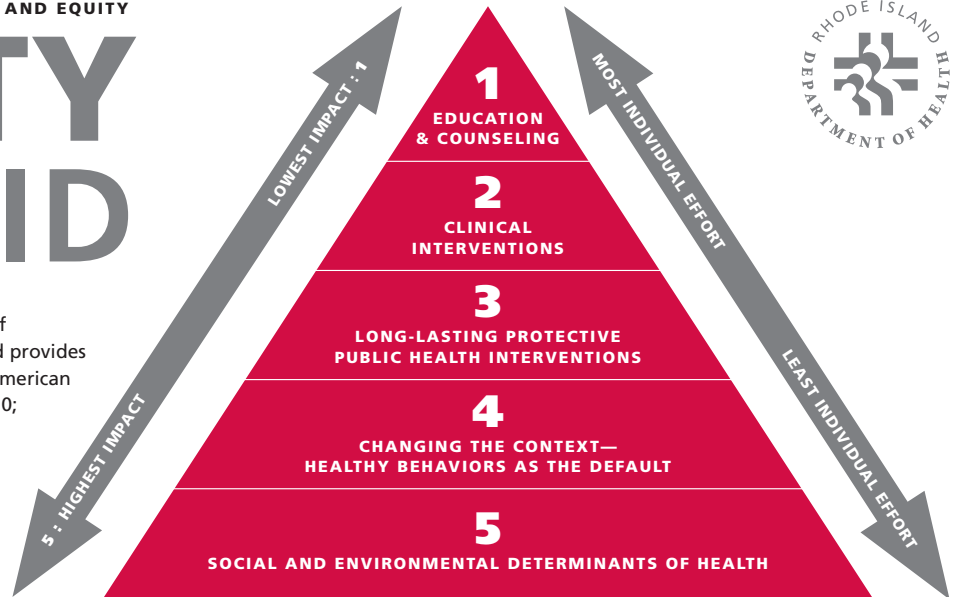 AND EQUITY
TY
ID
f
d provides
merican
0;
LOWEST IMPACT : 1
5 : HIGHEST IMPACT
1
EDUCATION
& COUNSELING
2
CLINICAL
INTERVENTIONS
3
LONG-LASTING PROTECTIVE
PUBLIC HEALTH INTERVENTIONS
4
CHANGING THE CONTEXT—
HEALTHY BEHAVIORS AS THE DEFAULT
5
SOCIAL AND ENVIRONMENTAL DETERMINANTS OF HEALTH
MOST INDIVIDUAL EFFORT
LEAST INDIVIDUAL EFFORT
RHODE ISLAND
DEPARTMENT OF HEALTH